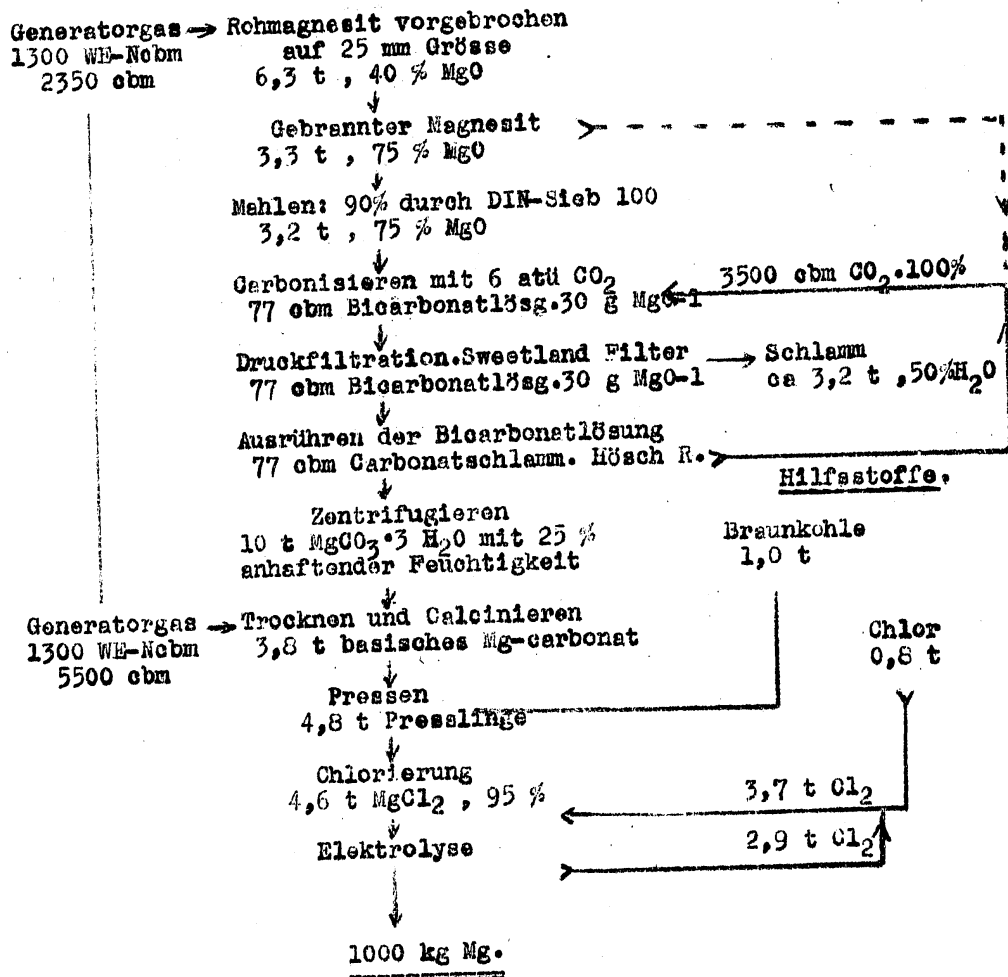 Generatorgas
1300 WE-Ncbm
2350 cbm
Rohmagnesit vorgebrochen
auf 25 mm Grösse
6,3 t , 40 % MgO
Gebrannter Magnesit
3,3 t , 75 % MgO
Mahlen: 90% durch DIN-Sieb 100
3,2 t , 75 % MgO
Carbonisieren mit 6 atü CO2
77 cbm Bicarbonatlösg.30 g MgO-l
3500 cbm CO2.100%
Druckfiltration.Sweetland Filter
77 cbm Bicarbonatlösg.30 g MgO-l
Schlamm
ca 3,2 t ,50%H2O
Ausrühren der Bicarbonatlösung
77 cbm Carbonatschlamm. Hösch R.
Hilfsstoffe.
Zentrifugieren
10 t MgCO3.3 H2O mit 25 %
anhaftender Feuchtigkeit
Braunkohle
1,0 t
Generatorgas
1300 WE-Ncbm
5500 cbm
Trocknen und Calcinieren
3,8 t basisches Mg-carbonat
Chlor
0,8 t
Pressen
4,8 t Presslinge
Chlorierung
4,6 t MgCl2 , 95 %
3,7 t Cl2
Elektrolyse
2,9 t Cl2
1000 kg Mg.